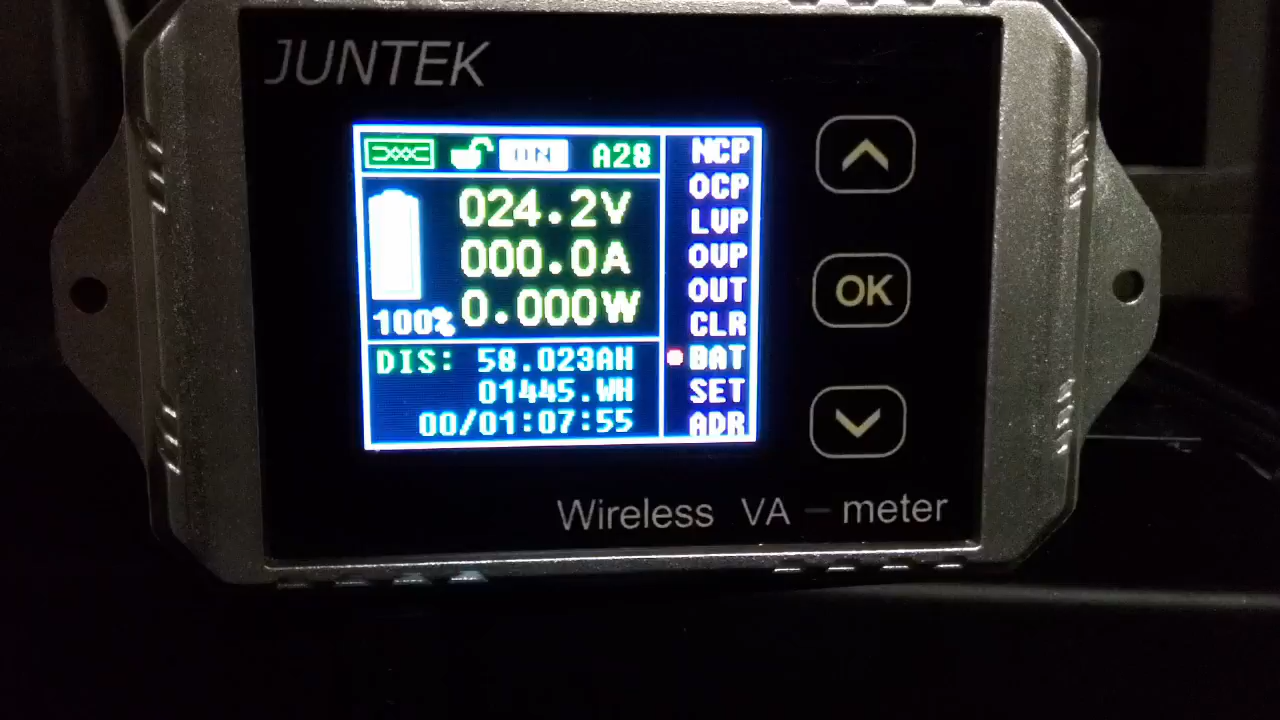 JUNTEK
ON A28
024.2V
000.0A
0.000W
100%
DIS: 58.023AH
01445.WH
00/01:07:55
NCP
OCP
LVP
OVP
OUT
CLR
BAT
SET
ADR
OK
Wireless VA - meter